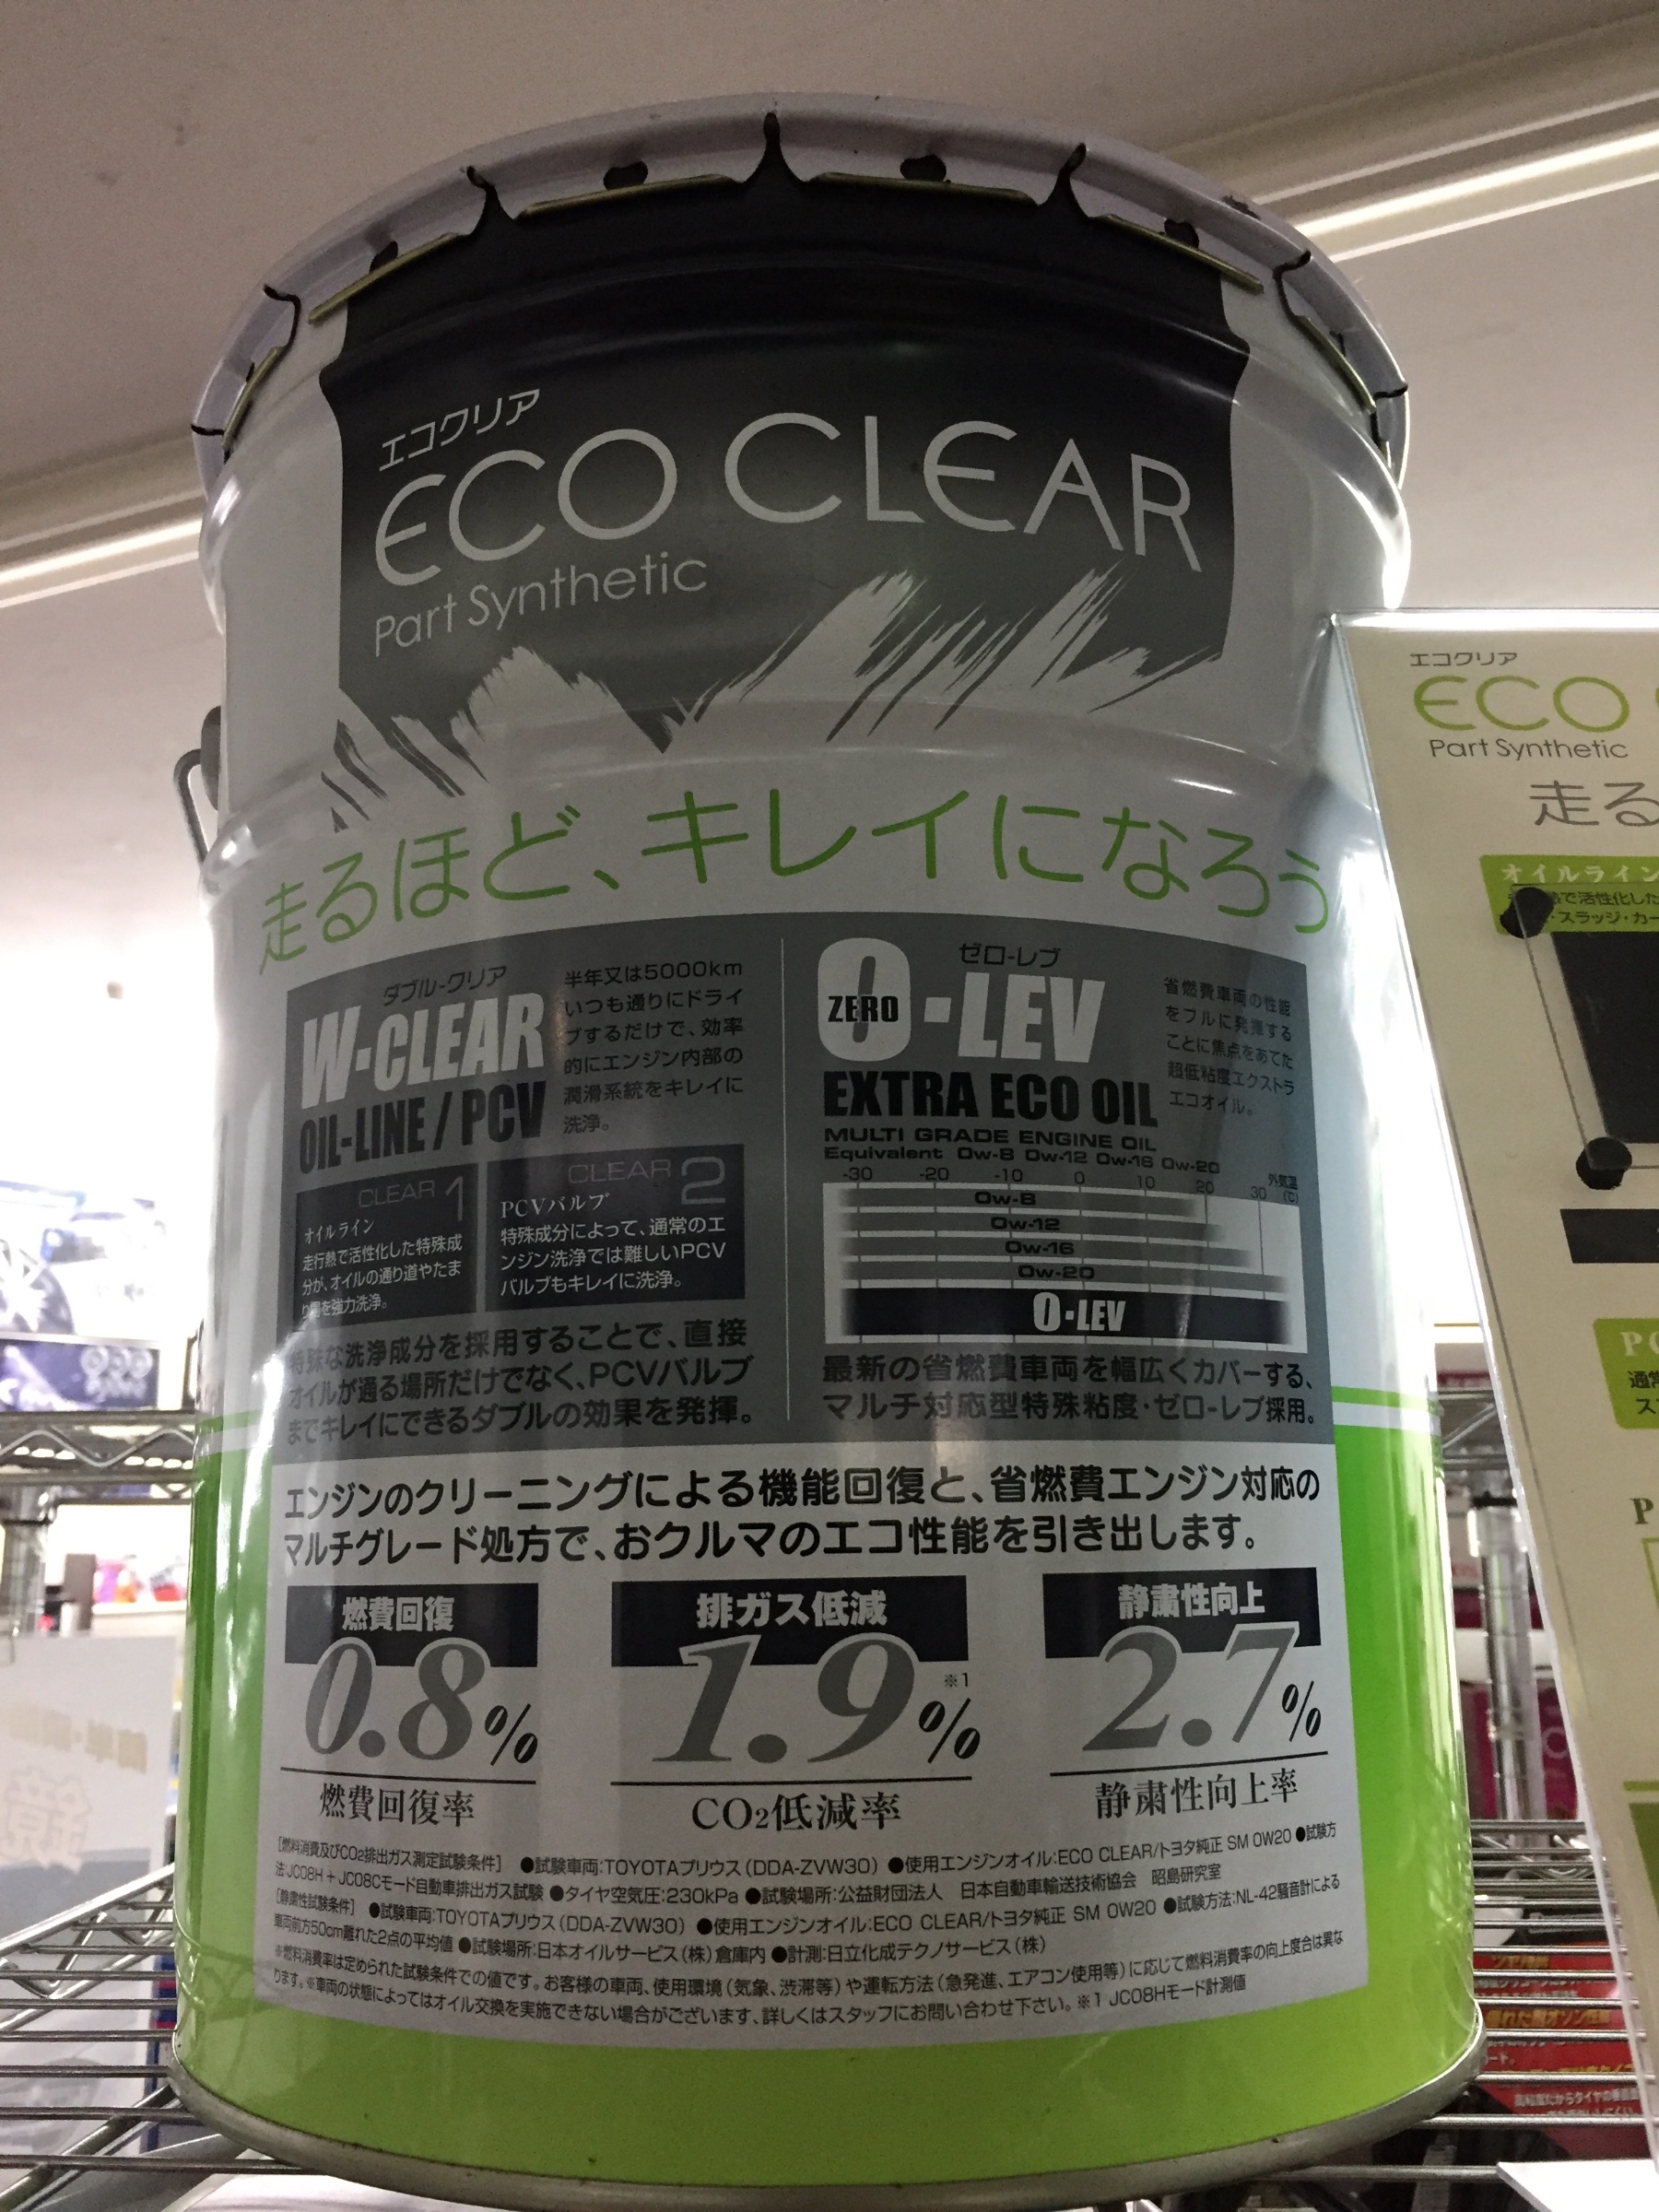 エコクリア
ECO CLEAR
Part Synthetic
走るほど、キレイになろう
ダブル-クリア
W-CLEAR
OIL-LINE / PCV
半年又は5000km
いつも通りにドライ
ブするだけで、効率
的にエンジン内部の
潤滑系統をキレイに
洗浄。
CLEAR 1
オイルライン
走行熱で活性化した特殊成
分が、オイルの通り道やたま
り場を強力洗浄。
CLEAR 2
PCVバルブ
特殊成分によって、通常のエ
ンジン洗浄では難しいPCV
バルブもキレイに洗浄。
特殊な洗浄成分を採用することで、直接
オイルが通る場所だけでなく、PCVバルブ
までキレイにできるダブルの効果を発揮。
ゼロ-レブ
0-LEV
ZERO
EXTRA ECO OIL
MULTI GRADE ENGINE OIL
Equivalent 0w-8 0w-12 0w-16 0w-20
省燃費車両の性能
をフルに発揮する
ことに焦点をあてた
超低粘度エクストラ
エコオイル。
-30 -20 -10 0 10 20 30 外気温(℃)
0w-8
0w-12
0w-16
0w-20
0-LEV
最新の省燃費車両を幅広くカバーする、
マルチ対応型特殊粘度・ゼロ-レブ採用。
エンジンのクリーニングによる機能回復と、省燃費エンジン対応の
マルチグレード処方で、おクルマのエコ性能を引き出します。
燃費回復
0.8%
燃費回復率
排ガス低減
1.9%※1
CO2低減率
静粛性向上
2.7%
静粛性向上率
［燃料消費及びCO2排出ガス測定試験条件］ ●試験車両:TOYOTAプリウス（DDA-ZVW30） ●使用エンジンオイル:ECO CLEAR/トヨタ純正 SM 0W20 ●試験方
法:JC08H + JC08Cモード自動車排出ガス試験 ●タイヤ空気圧:230kPa ●試験場所:公益財団法人 日本自動車輸送技術協会 昭島研究室
［静粛性試験条件］ ●試験車両:TOYOTAプリウス（DDA-ZVW30） ●使用エンジンオイル:ECO CLEAR/トヨタ純正 SM 0W20 ●試験方法:NL-42騒音計による
車両前方50cm離れた2点の平均値 ●試験場所:日本オイルサービス（株）倉庫内 ●計測:日立化成テクノサービス（株）
※燃料消費率は定められた試験条件での値です。お客様の車両、使用環境（気象、渋滞等）や運転方法（急発進、エアコン使用等）に応じて燃料消費率の向上度合は異な
ります。※車両の状態によってはオイル交換を実施できない場合がございます、詳しくはスタッフにお問い合わせ下さい。※1 JC08Hモード計測値
エコクリア
ECO
Part Synthetic
走る
オイルライン
熱で活性化した
・スラッジ・カー